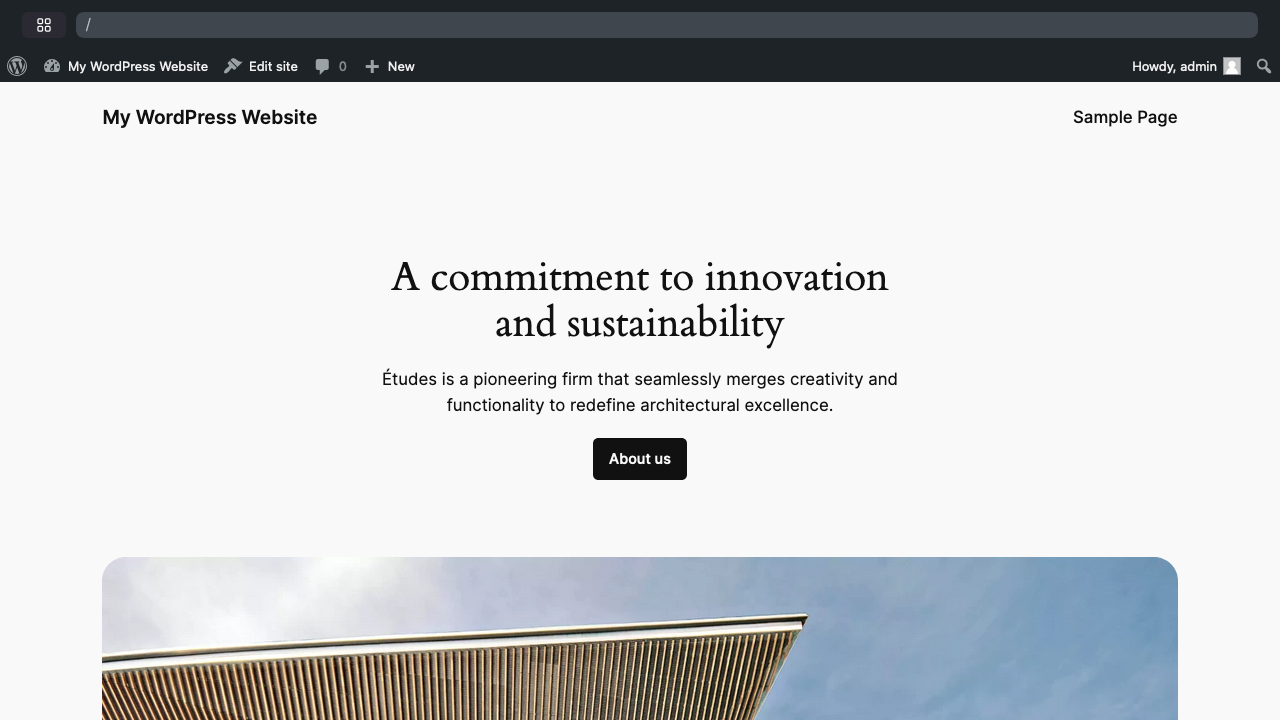 /
My WordPress Website
Edit site
0
New
Howdy, admin
My WordPress Website
Sample Page
A commitment to innovation
and sustainability
Études is a pioneering firm that seamlessly merges creativity and
functionality to redefine architectural excellence.
About us